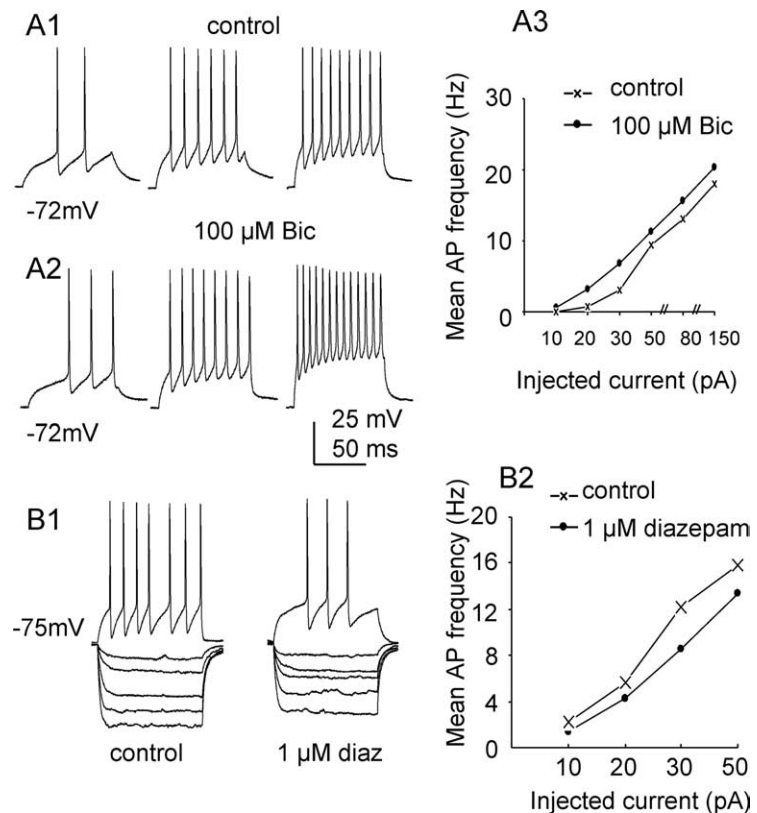 A1
control
-72mV
100 µM Bic
A2
-72mV
25 mV
50 ms
A3
control
100 µM Bic
Mean AP frequency (Hz)
30
20
10
0
10 20 30 50 80 150
Injected current (pA)
B1
-75mV
control 1 µM diaz
B2
control
1 µM diazepam
Mean AP frequency (Hz)
20
16
12
8
4
0
10 20 30 50
Injected current (pA)